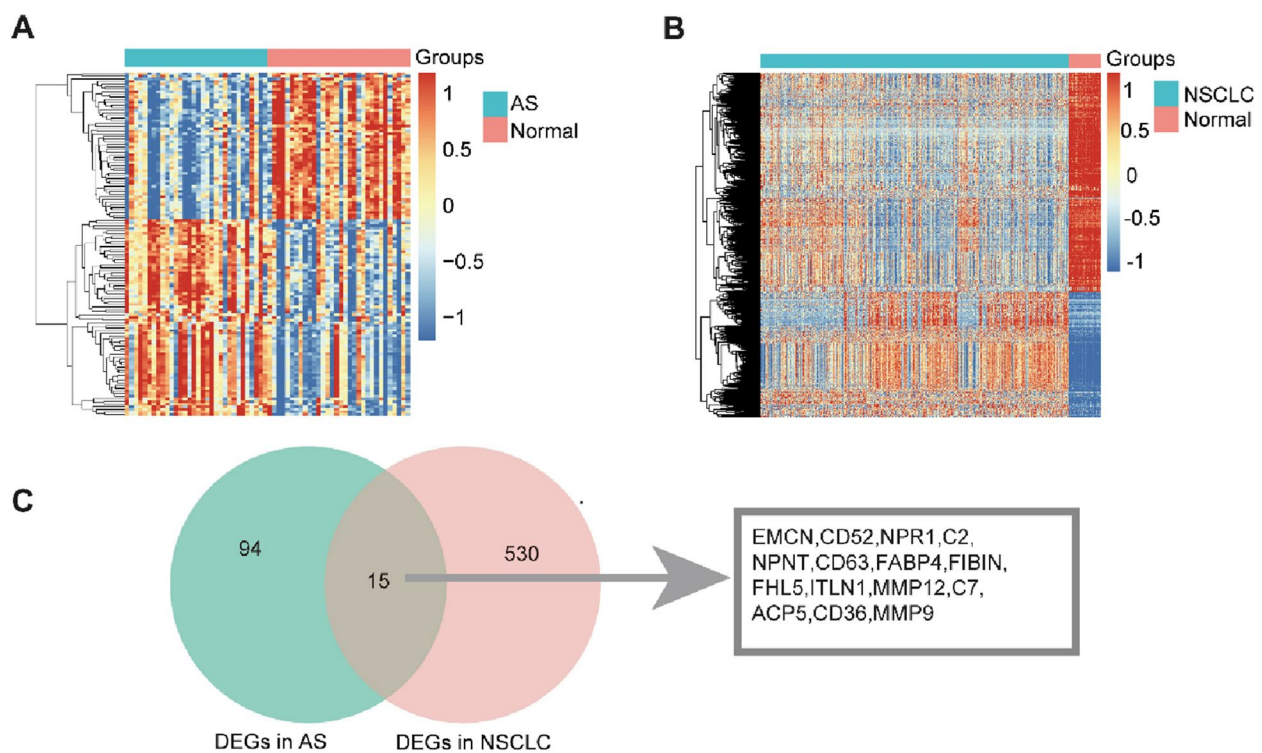 A
Groups
1
0.5
0
−0.5
−1
AS
Normal
B
Groups
1
0.5
0
-0.5
-1
NSCLC
Normal
C
94
15
530
DEGs in AS
DEGs in NSCLC
EMCN,CD52,NPR1,C2,
NPNT,CD63,FABP4,FIBIN,
FHL5,ITLN1,MMP12,C7,
ACP5,CD36,MMP9